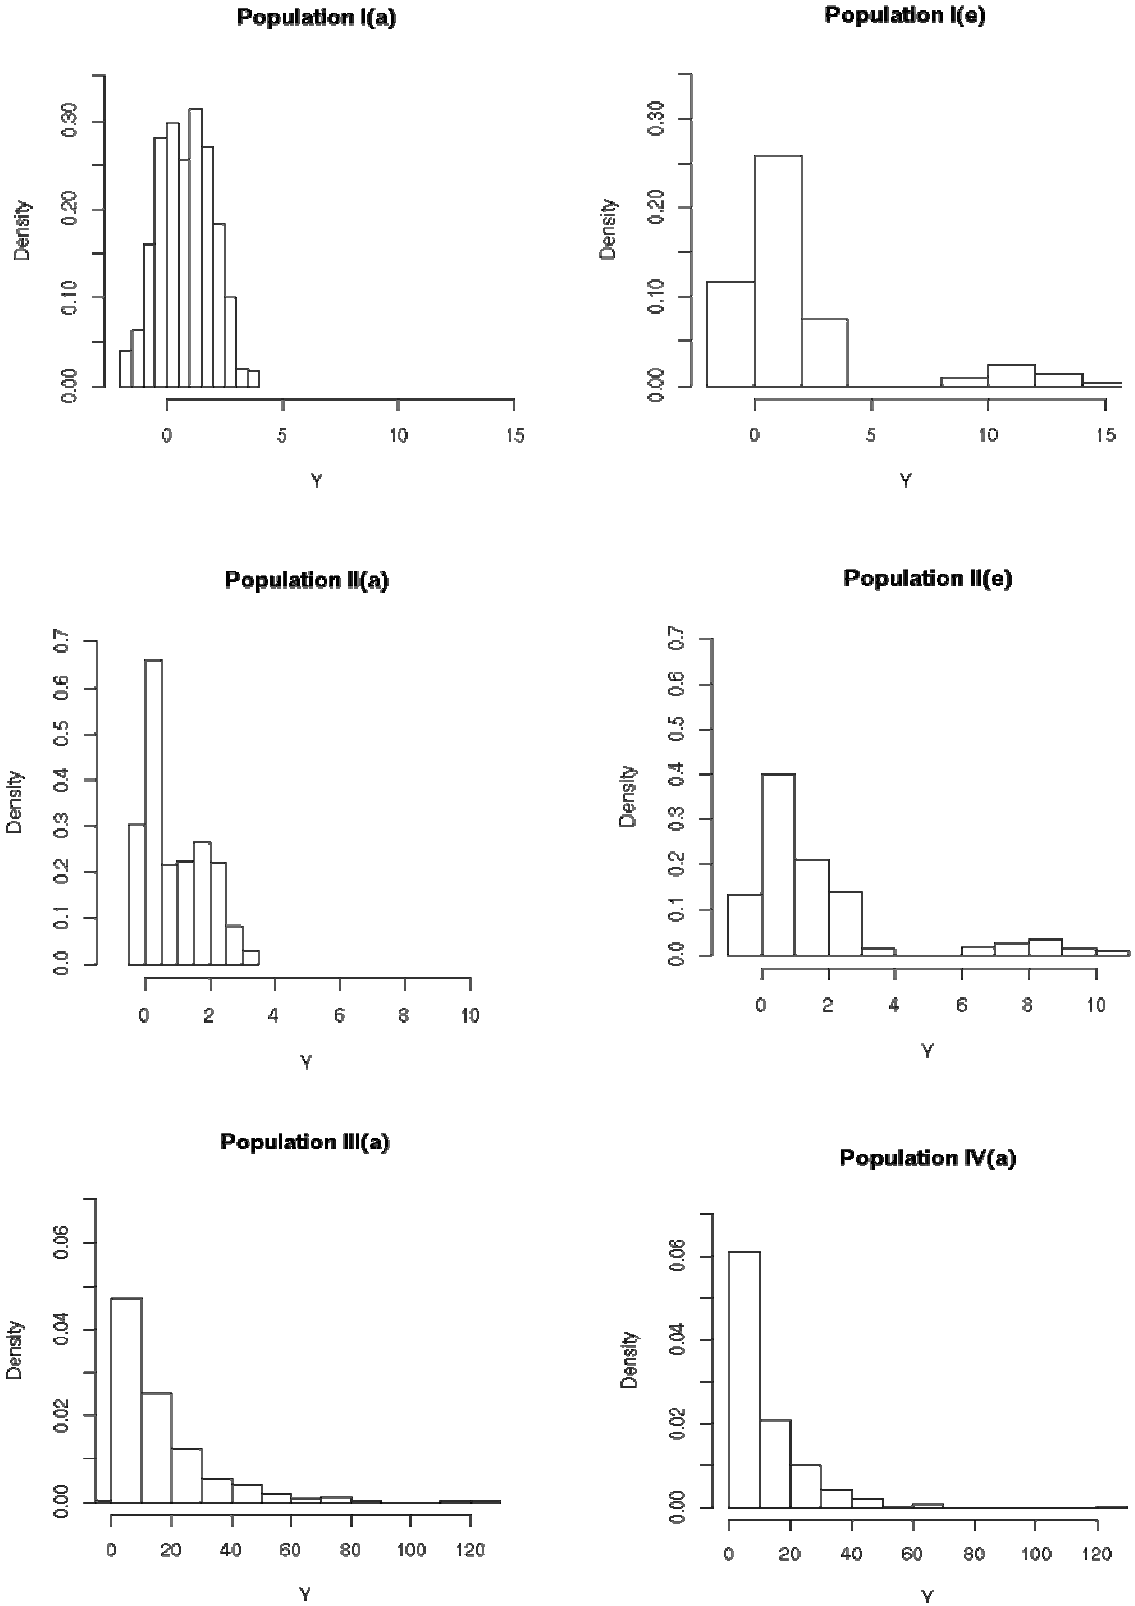 Population I(a)
Density
0.00 0.10 0.20 0.30
0 5 10 15
Y
Population I(e)
Density
0.00 0.10 0.20 0.30
0 5 10 15
Y
Population II(a)
Density
0.0 0.1 0.2 0.3 0.4 0.5 0.6 0.7
0 2 4 6 8 10
Y
Population II(e)
Density
0.0 0.1 0.2 0.3 0.4 0.5 0.6 0.7
0 2 4 6 8 10
Y
Population III(a)
Density
0.00 0.02 0.04 0.06
0 20 40 60 80 100 120
Y
Population IV(a)
Density
0.00 0.02 0.04 0.06
0 20 40 60 80 100 120
Y